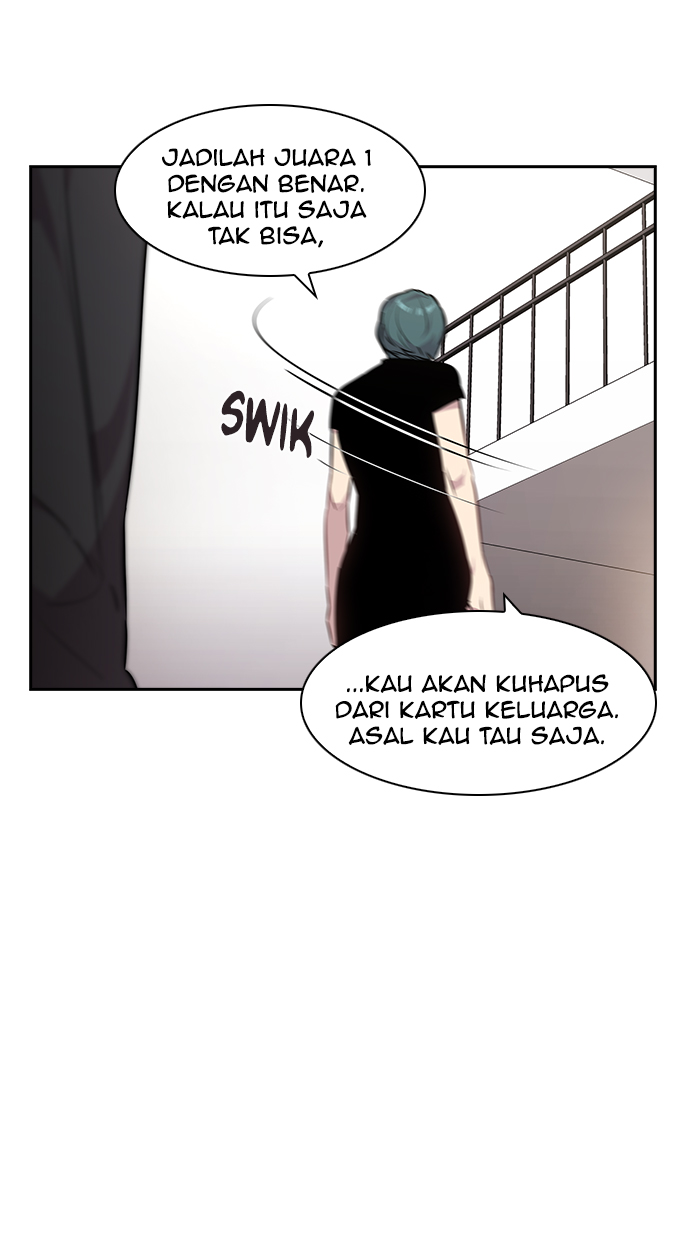 JADILAH JUARA 1
DENGAN BENAR.
KALAU ITU SAJA
TAK BISA,
SWIK
...KAU AKAN KUHAPUS
DARI KARTU KELUARGA.
ASAL KAU TAU SAJA.